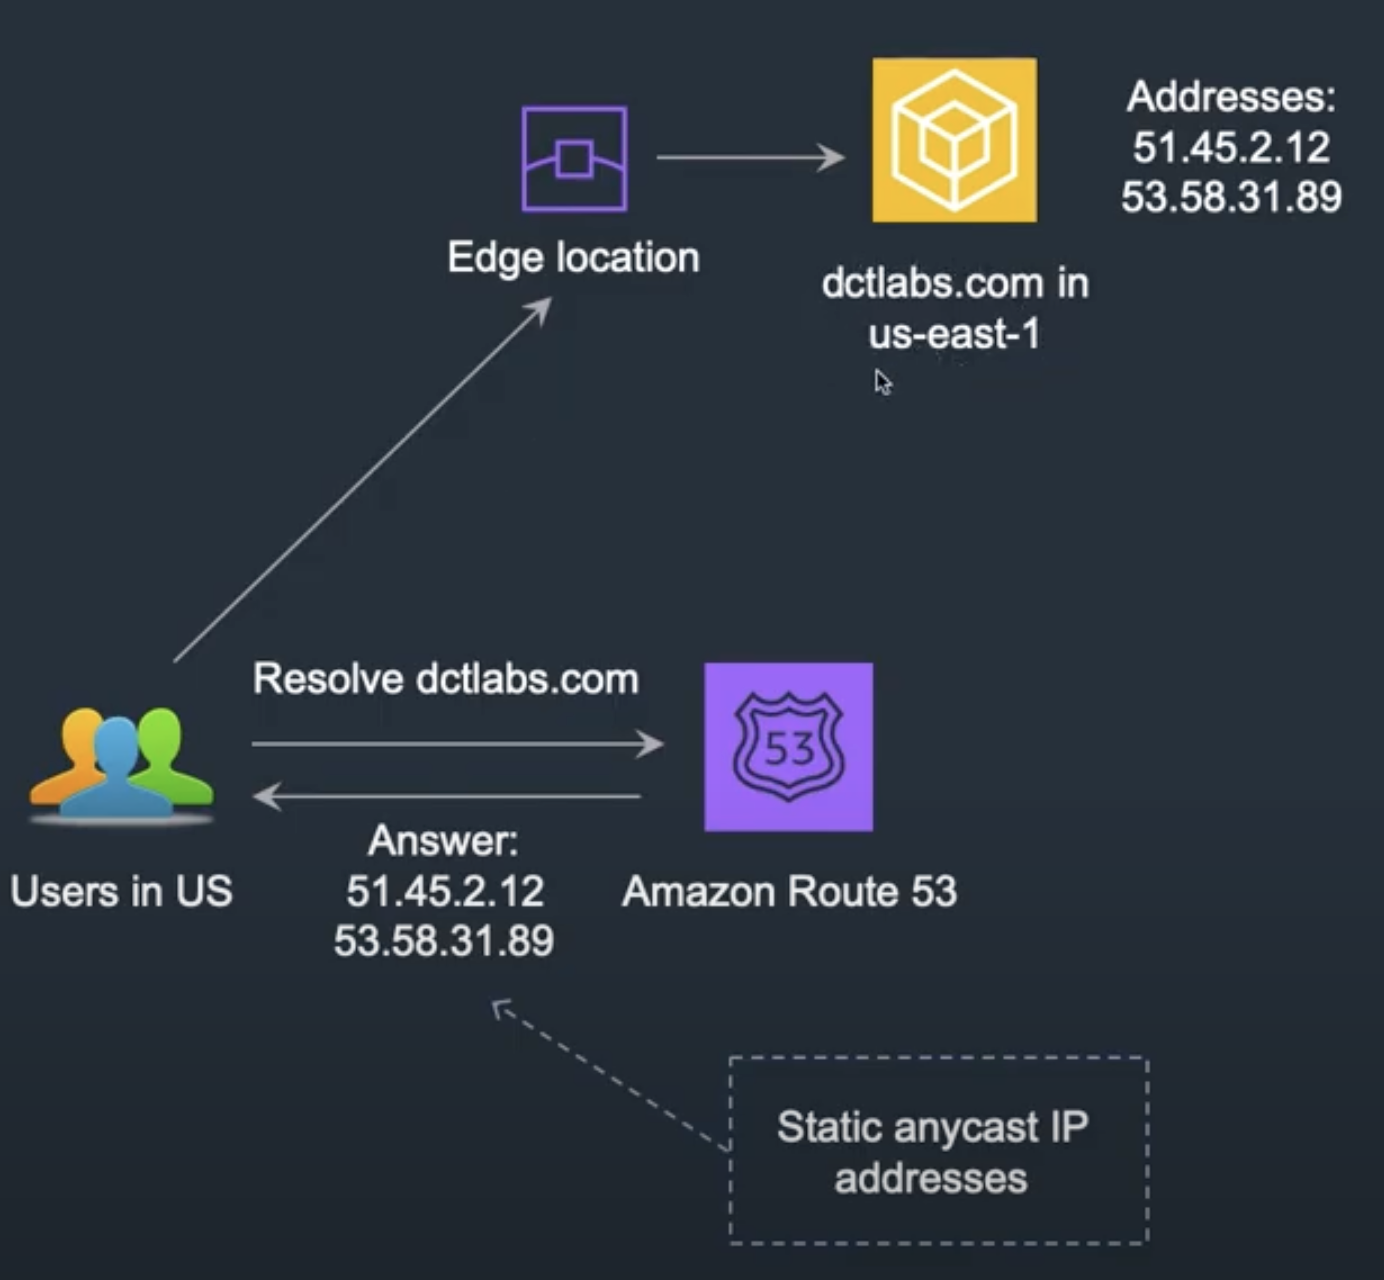 Addresses:
51.45.2.12
53.58.31.89
Edge location
dctlabs.com in
us-east-1
Resolve dctlabs.com
53
Answer:
51.45.2.12
53.58.31.89
Users in US
Amazon Route 53
Static anycast IP
addresses